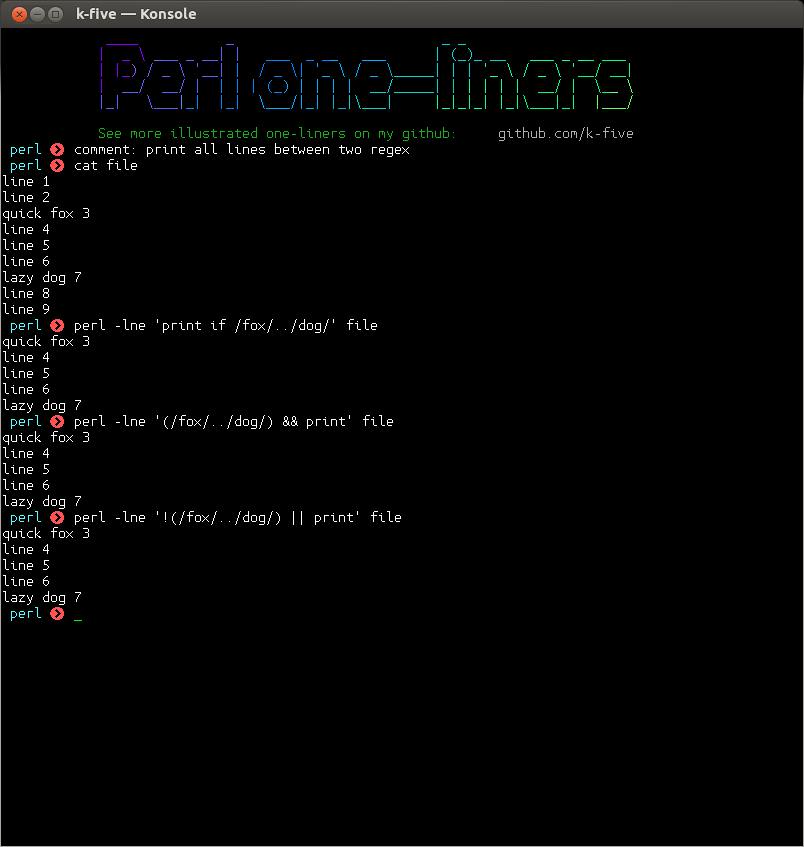 k-five — Konsole
Perl one-liners
See more illustrated one-liners on my github: github.com/k-five
perl comment: print all lines between two regex
perl cat file
line 1
line 2
quick fox 3
line 4
line 5
line 6
lazy dog 7
line 8
line 9
perl perl -lne 'print if /fox/../dog/' file
quick fox 3
line 4
line 5
line 6
lazy dog 7
perl perl -lne '(/fox/../dog/) && print' file
quick fox 3
line 4
line 5
line 6
lazy dog 7
perl perl -lne '!(/fox/../dog/) || print' file
quick fox 3
line 4
line 5
line 6
lazy dog 7
perl _